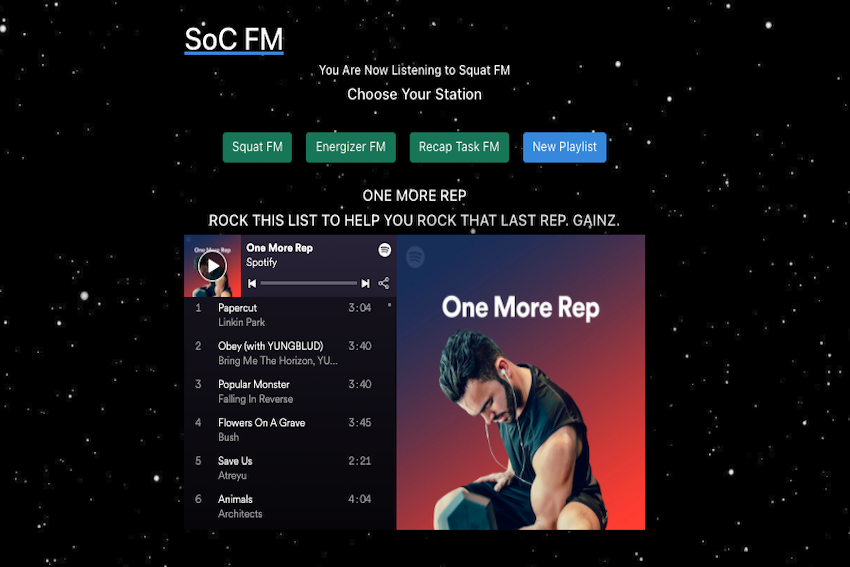 SoC FM
You Are Now Listening to Squat FM
Choose Your Station
Squat FM
Energizer FM
Recap Task FM
New Playlist
ONE MORE REP
ROCK THIS LIST TO HELP YOU ROCK THAT LAST REP. GAINZ.
One More Rep
One More Rep
Spotify
1 Papercut 3:04
Linkin Park
2 Obey (with YUNGBLUD) 3:40
Bring Me The Horizon, YU...
3 Popular Monster 3:40
Falling In Reverse
4 Flowers On A Grave 3:45
Bush
5 Save Us 2:21
Atreyu
6 Animals 4:04
Architects
One More Rep